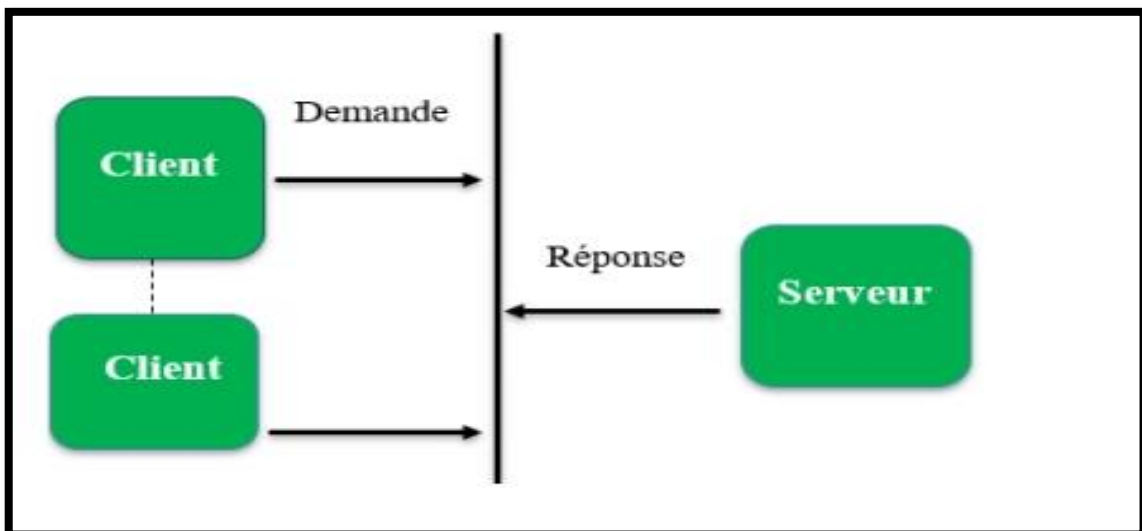 Demande
Client
Réponse
Serveur
Client